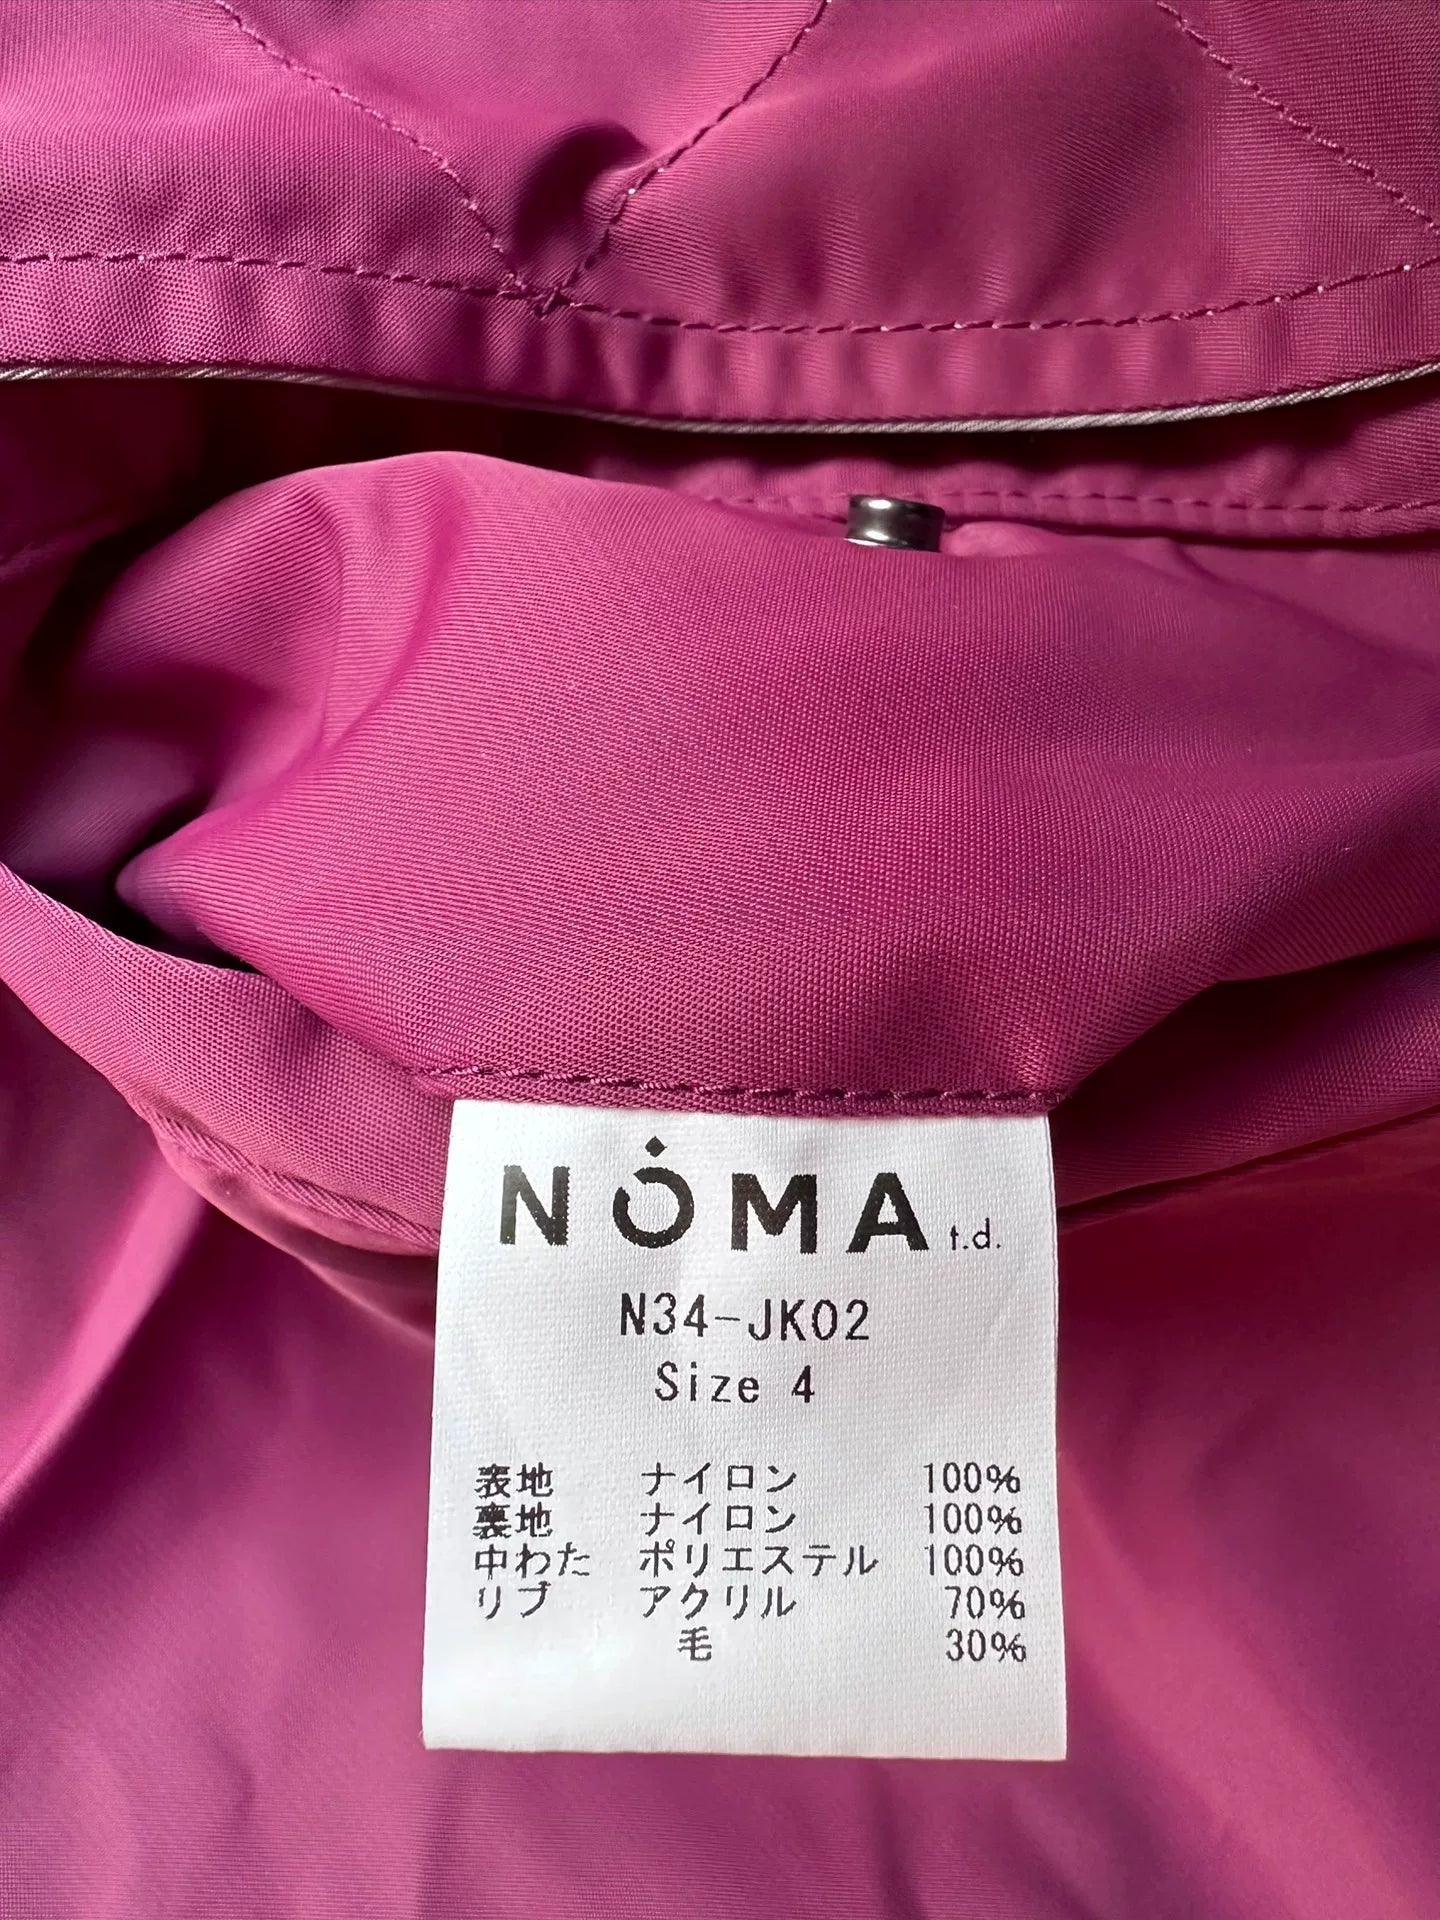 NOMA t.d.
N34-JK02
Size 4
表地 ナイロン 100%
裏地 ナイロン 100%
中わた ポリエステル 100%
リブ アクリル 70%
毛 30%